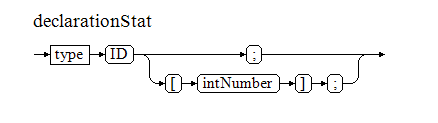 declarationStat
type ID ;
[ intNumber ] ;